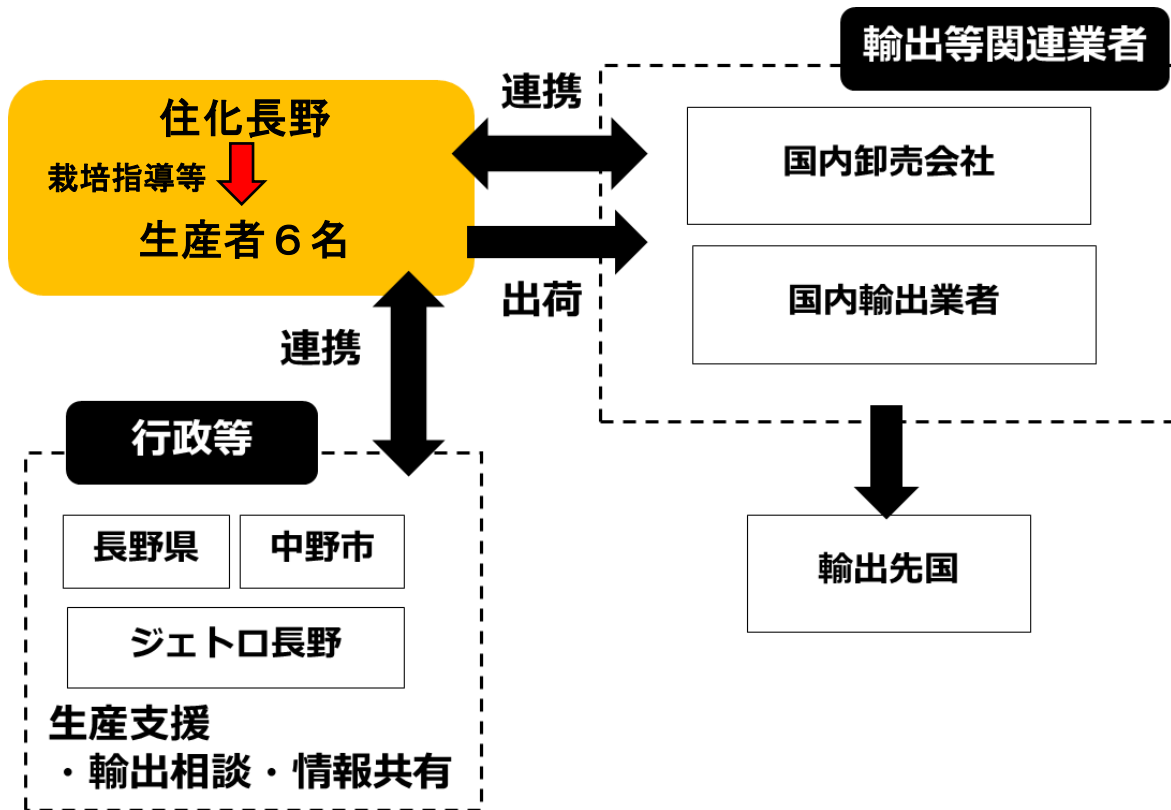 輸出等関連業者
住化長野
栽培指導等
生産者６名
連携
出荷
国内卸売会社
国内輸出業者
連携
行政等
長野県
中野市
ジェトロ長野
生産支援
・輸出相談・情報共有
輸出先国